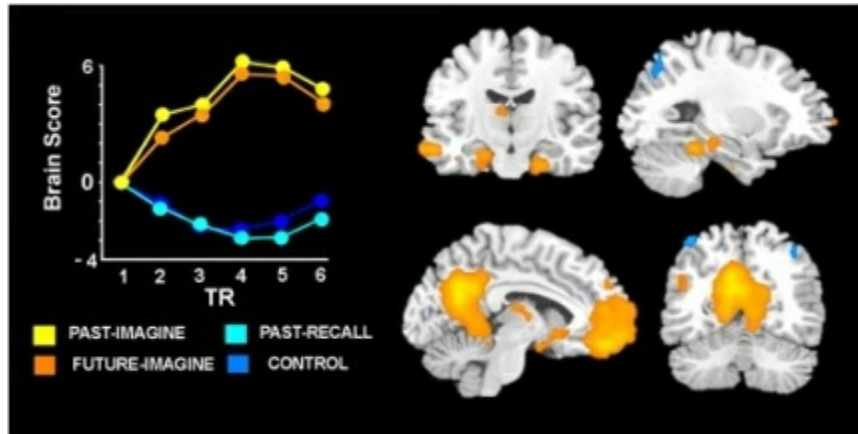 Brain Score
6
0
-4
1 2 3 4 5 6
TR
PAST-IMAGINE PAST-RECALL
FUTURE-IMAGINE CONTROL